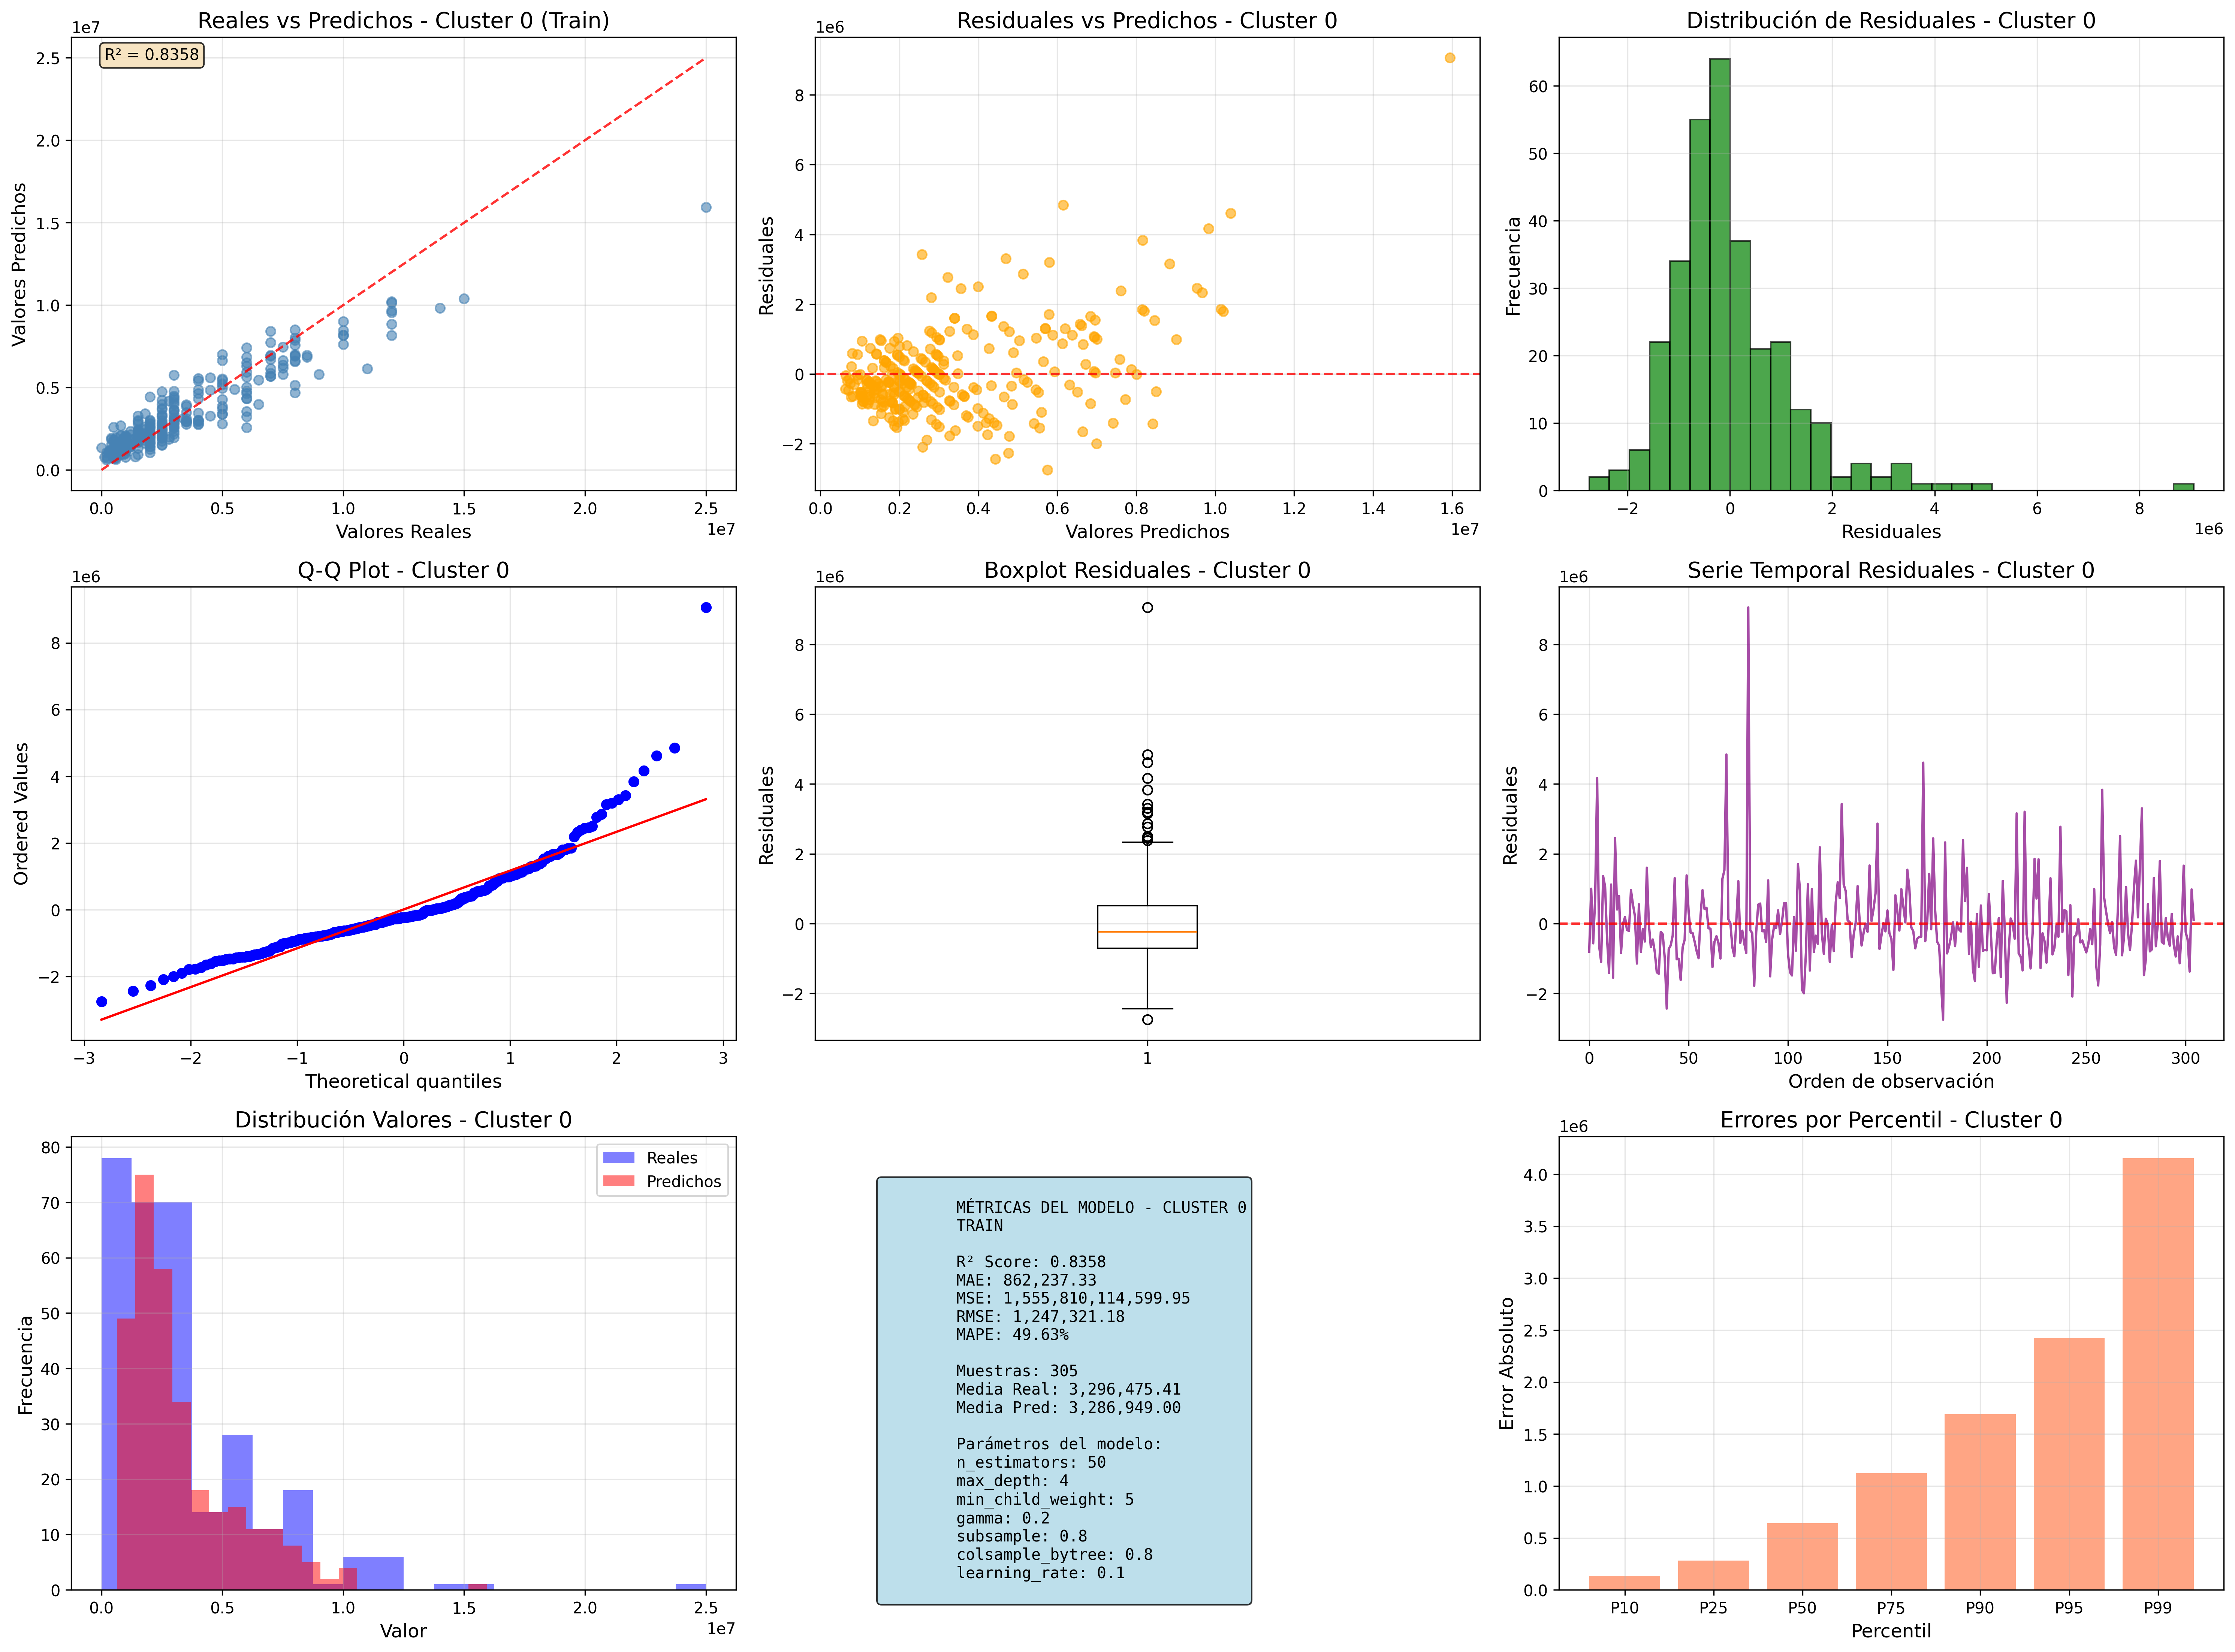 Reales vs Predichos - Cluster 0 (Train)
1e7
R² = 0.8358
2.5
2.0
1.5
1.0
0.5
0.0
Valores Predichos
0.0 0.5 1.0 1.5 2.0 2.5
1e7
Valores Reales
Residuales vs Predichos - Cluster 0
1e6
8
6
4
2
0
−2
Residuales
0.0 0.2 0.4 0.6 0.8 1.0 1.2 1.4 1.6
1e7
Valores Predichos
Distribución de Residuales - Cluster 0
60
50
40
30
20
10
0
Frecuencia
−2 0 2 4 6 8
1e6
Residuales
Q-Q Plot - Cluster 0
1e6
8
6
4
2
0
−2
Ordered Values
−3 −2 −1 0 1 2 3
Theoretical quantiles
Boxplot Residuales - Cluster 0
1e6
8
6
4
2
0
−2
Residuales
1
Serie Temporal Residuales - Cluster 0
1e6
8
6
4
2
0
−2
Residuales
0 50 100 150 200 250 300
Orden de observación
Distribución Valores - Cluster 0
Reales
Predichos
80
70
60
50
40
30
20
10
0
Frecuencia
0.0 0.5 1.0 1.5 2.0 2.5
1e7
Valor
MÉTRICAS DEL MODELO - CLUSTER 0
TRAIN
R² Score: 0.8358
MAE: 862,237.33
MSE: 1,555,810,114,599.95
RMSE: 1,247,321.18
MAPE: 49.63%
Muestras: 305
Media Real: 3,296,475.41
Media Pred: 3,286,949.00
Parámetros del modelo:
n_estimators: 50
max_depth: 4
min_child_weight: 5
gamma: 0.2
subsample: 0.8
colsample_bytree: 0.8
learning_rate: 0.1
Errores por Percentil - Cluster 0
1e6
4.0
3.5
3.0
2.5
2.0
1.5
1.0
0.5
0.0
Error Absoluto
P10 P25 P50 P75 P90 P95 P99
Percentil